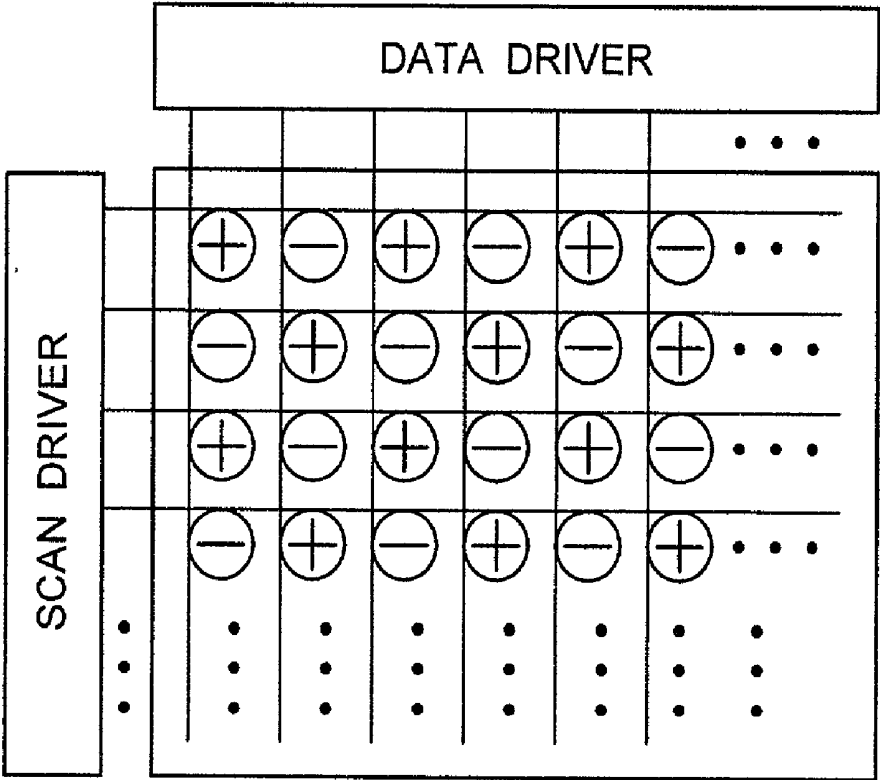 DATA DRIVER
SCAN DRIVER
+ − + − + −
− + − + − +
+ − + − + −
− + − + − +